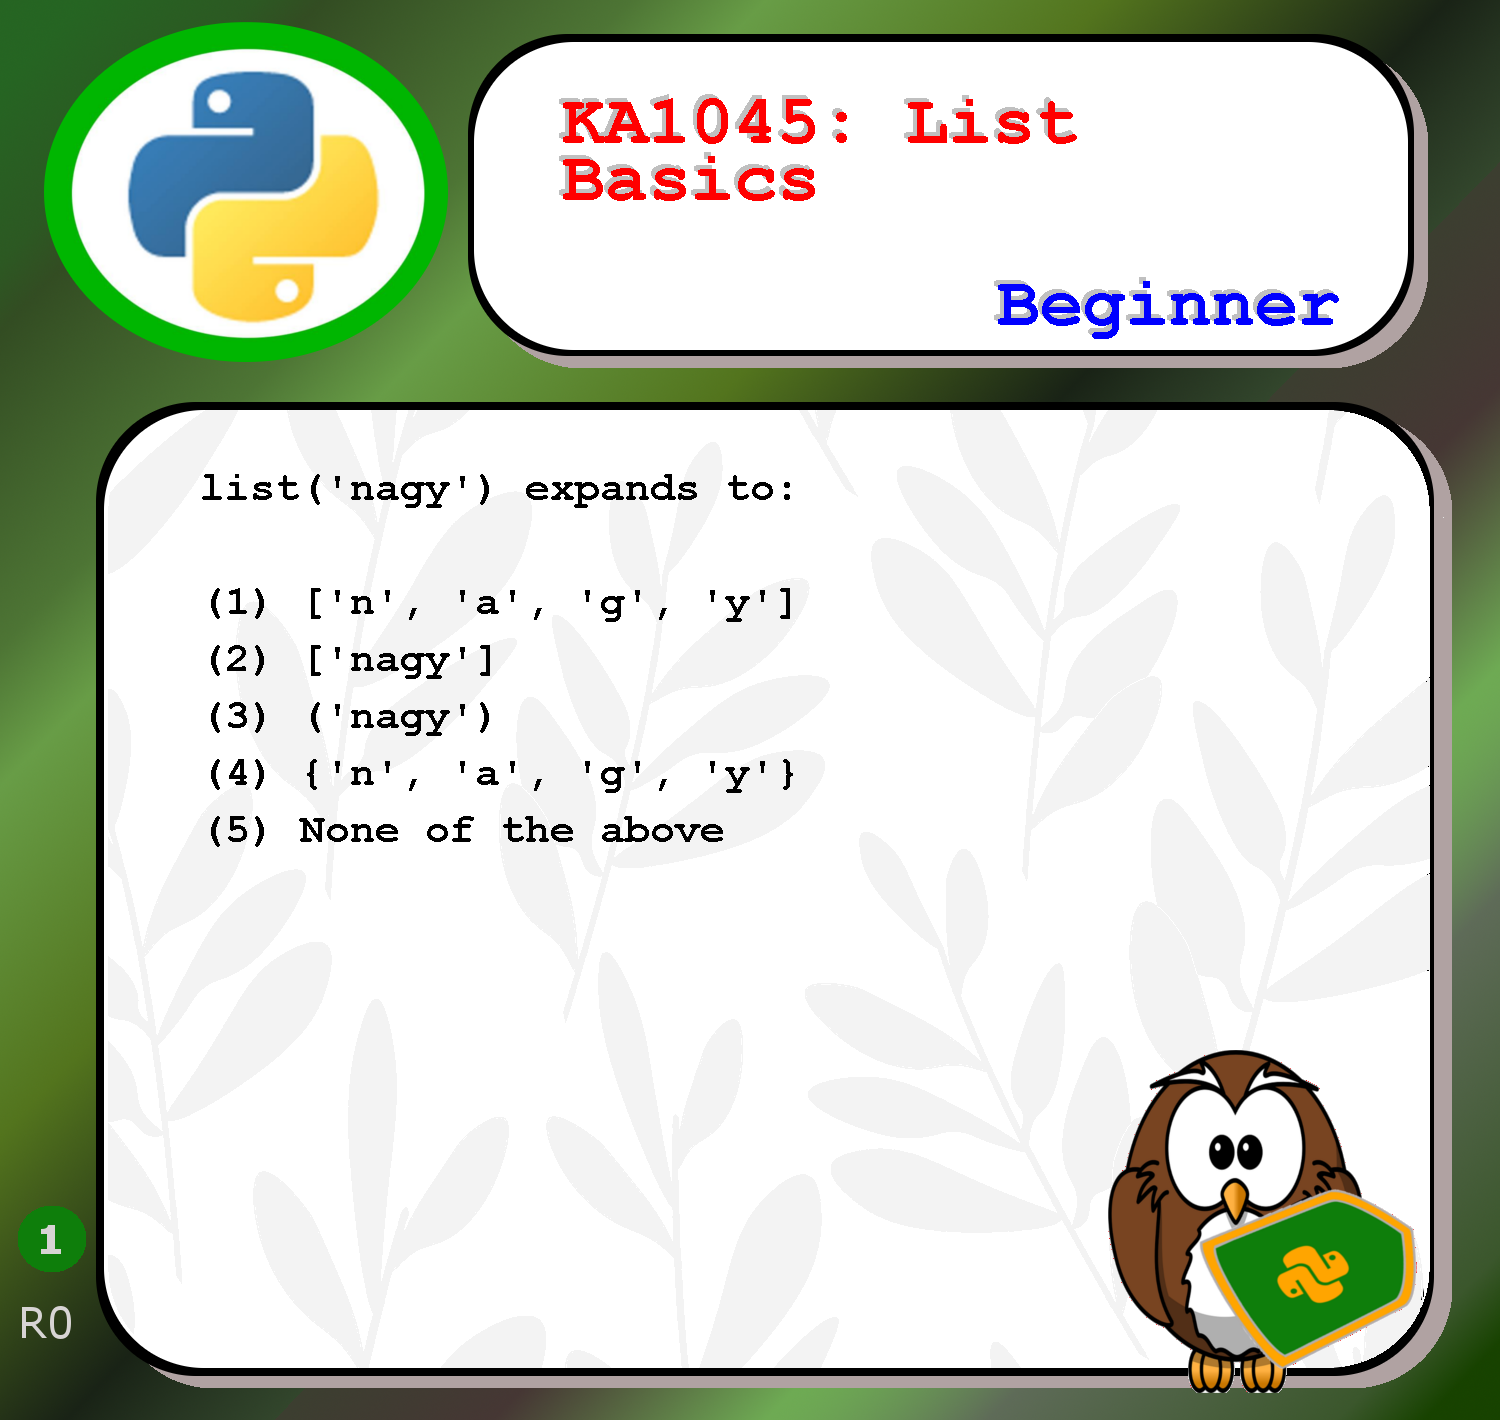 KA1045: List
Basics
Beginner
list('nagy') expands to:
(1) ['n', 'a', 'g', 'y']
(2) ['nagy']
(3) ('nagy')
(4) {'n', 'a', 'g', 'y'}
(5) None of the above
1
R0